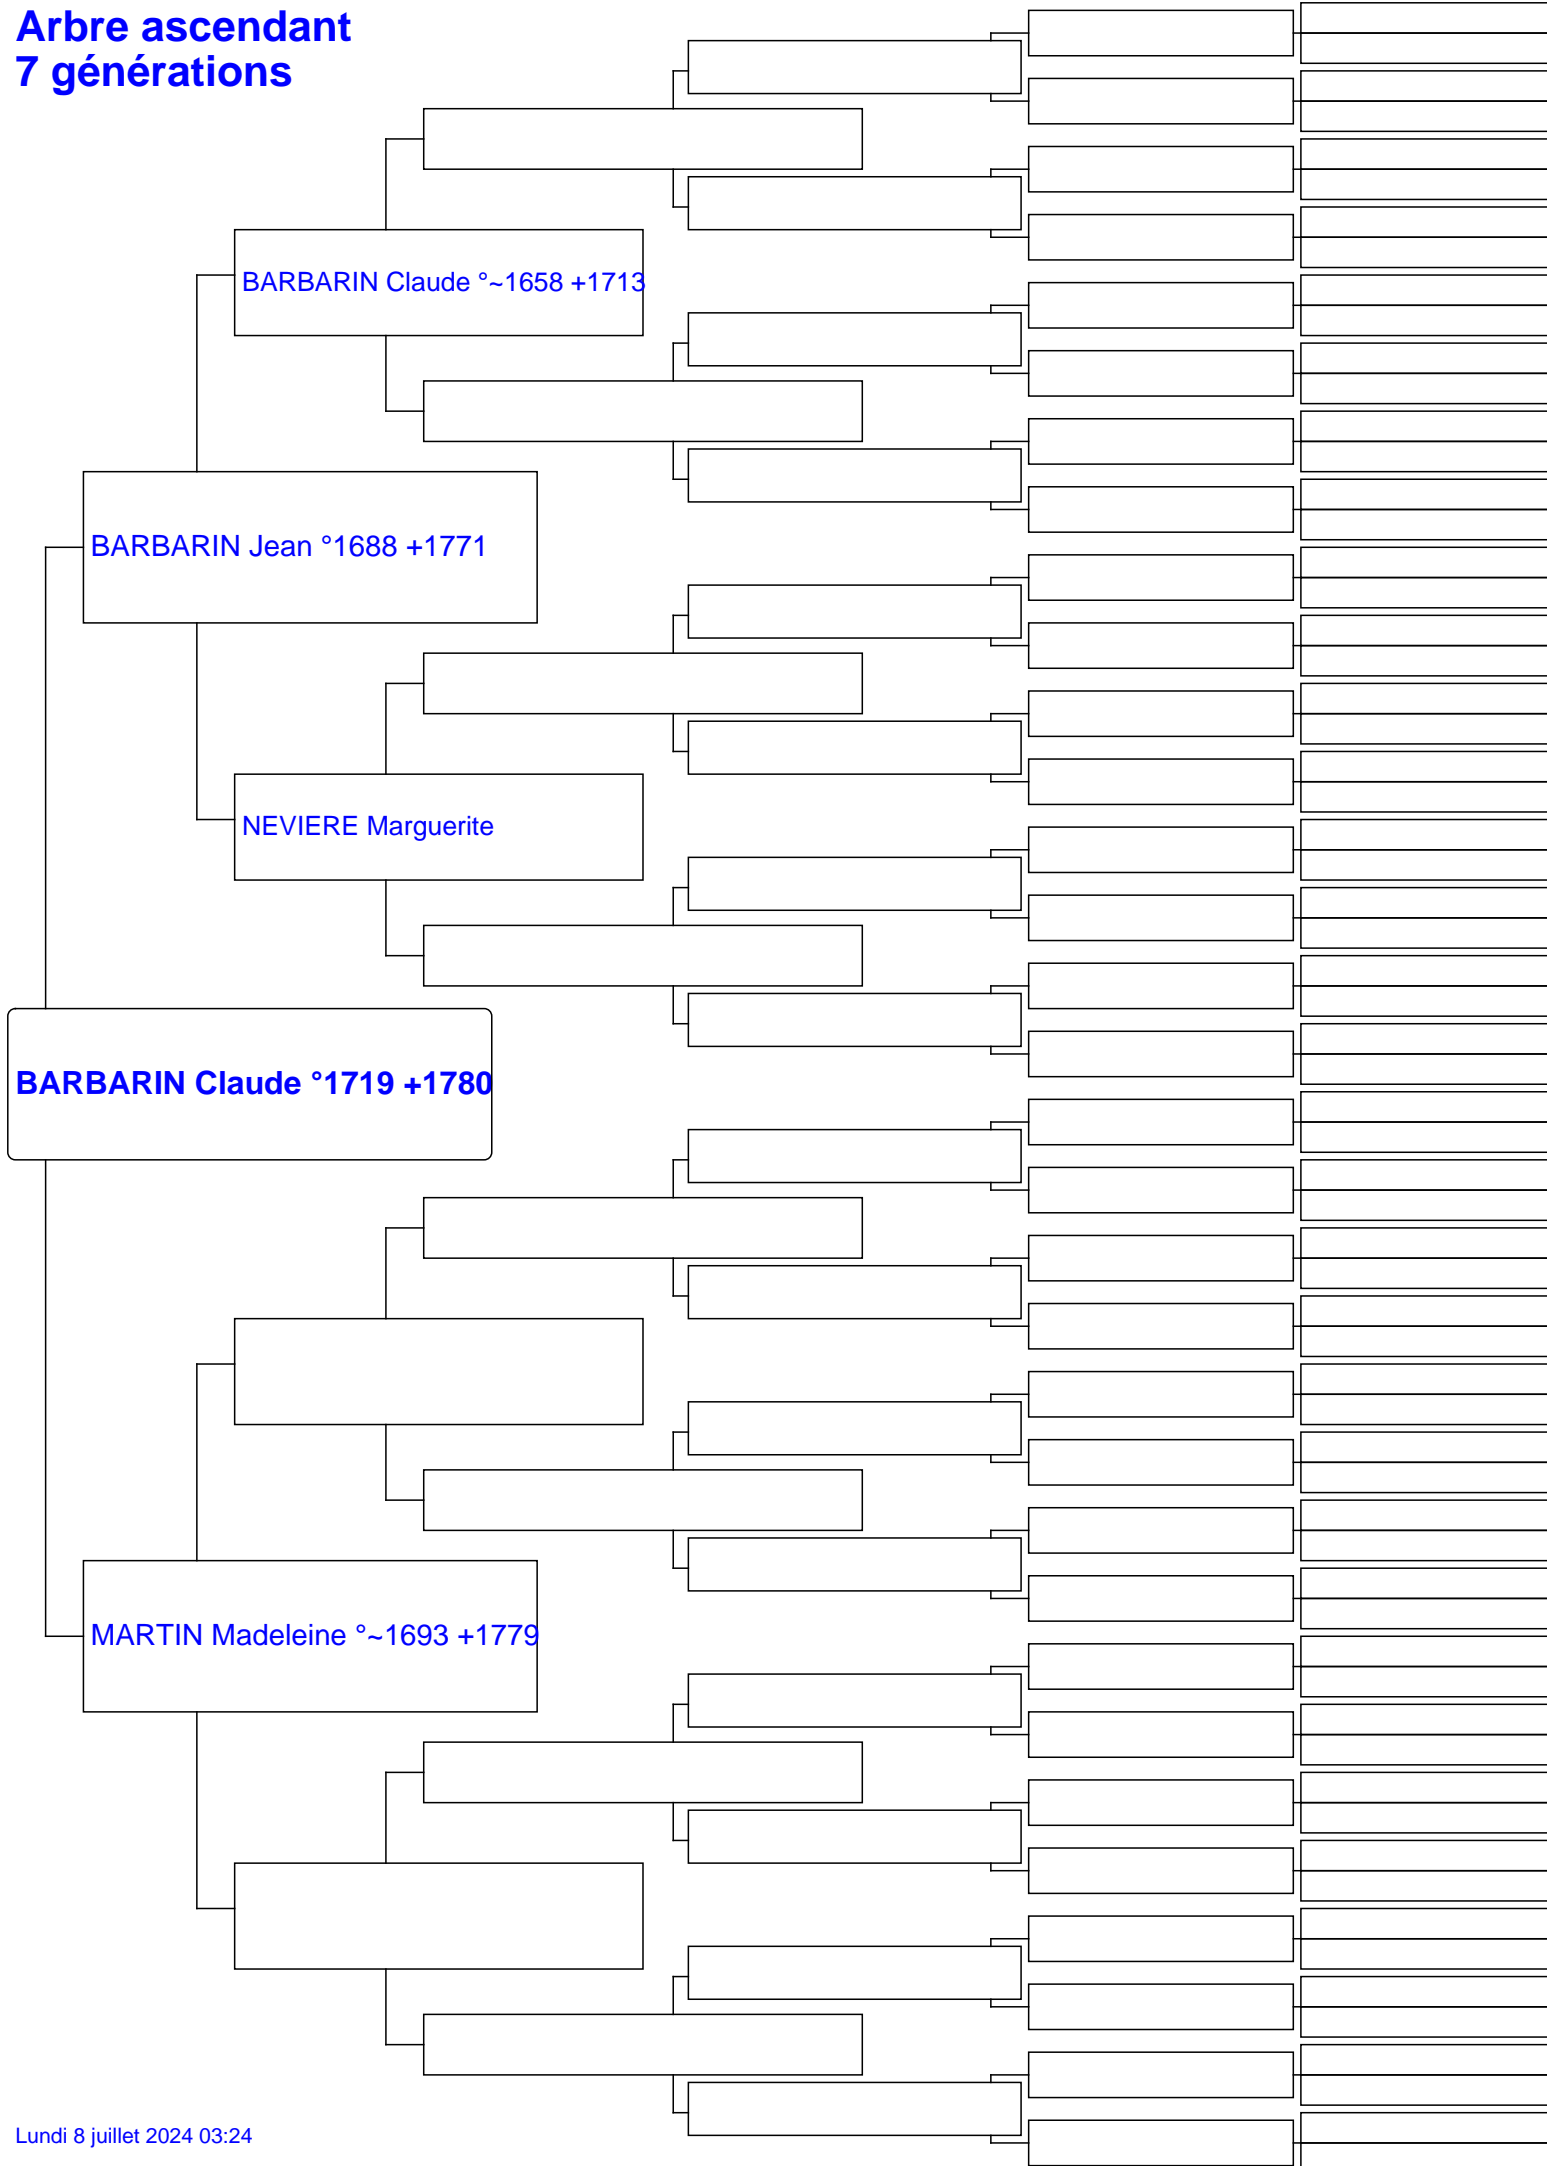 Arbre ascendant
7 générations
BARBARIN Claude °~1658 +1713
BARBARIN Jean °1688 +1771
NEVIERE Marguerite
BARBARIN Claude °1719 +1780
MARTIN Madeleine °~1693 +1779
Lundi 8 juillet 2024 03:24